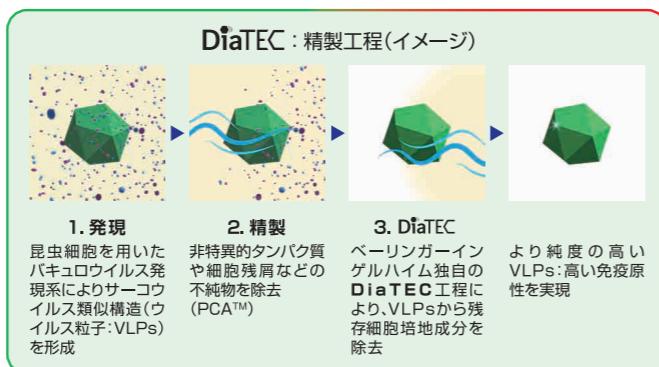 DiaTEC：精製工程（イメージ）
1. 発現
昆虫細胞を用いた
バキュロウイルス発
現系によりサーコウ
イルス類似構造（ウ
イルス粒子：VLPs）
を形成
2. 精製
非特異的タンパク質
や細胞残屑などの
不純物を除去
（PCA™）
3. DiaTEC
ベーリンガーイン
ゲルハイム独自の
DiaTEC工程に
より、VLPsから残
存細胞培地成分を
除去
より純度の高い
VLPs：高い免疫原
性を実現